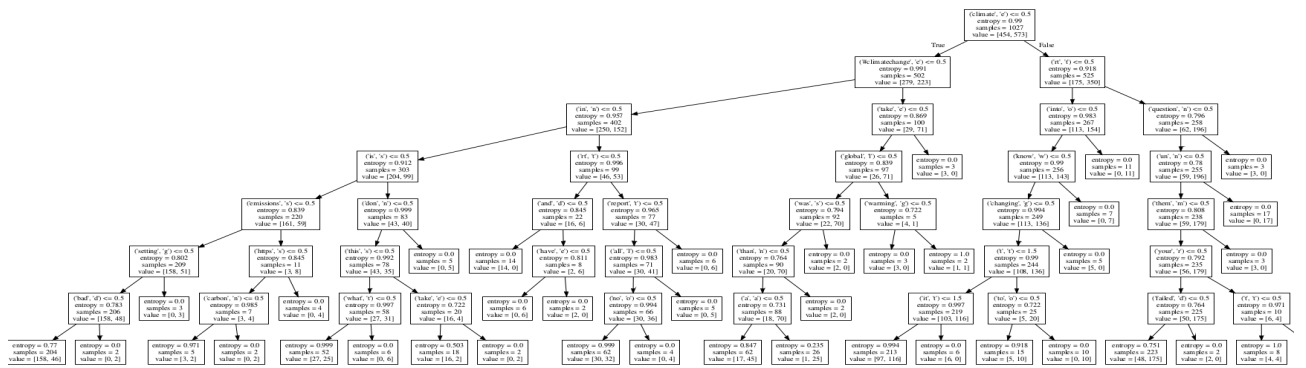 ('climate', 'e') <= 0.5
entropy = 0.99
samples = 1027
value = [454, 573]
True
False
('#climatechange', 'e') <= 0.5
entropy = 0.991
samples = 502
value = [279, 223]
('rt', 't') <= 0.5
entropy = 0.918
samples = 525
value = [175, 350]
('in', 'n') <= 0.5
entropy = 0.957
samples = 402
value = [250, 152]
('take', 'e') <= 0.5
entropy = 0.869
samples = 100
value = [29, 71]
('into', 'o') <= 0.5
entropy = 0.983
samples = 267
value = [113, 154]
('question', 'n') <= 0.5
entropy = 0.796
samples = 258
value = [62, 196]
('is', 's') <= 0.5
entropy = 0.912
samples = 303
value = [204, 99]
('rt', 't') <= 0.5
entropy = 0.996
samples = 99
value = [46, 53]
('global', 'l') <= 0.5
entropy = 0.839
samples = 97
value = [26, 71]
entropy = 0.0
samples = 3
value = [3, 0]
('know', 'w') <= 0.5
entropy = 0.99
samples = 256
value = [113, 143]
entropy = 0.0
samples = 11
value = [0, 11]
('un', 'n') <= 0.5
entropy = 0.78
samples = 255
value = [59, 196]
entropy = 0.0
samples = 3
value = [3, 0]
('emissions', 's') <= 0.5
entropy = 0.839
samples = 220
value = [161, 59]
('don', 'n') <= 0.5
entropy = 0.999
samples = 83
value = [43, 40]
('and', 'd') <= 0.5
entropy = 0.845
samples = 22
value = [16, 6]
('report', 't') <= 0.5
entropy = 0.965
samples = 77
value = [30, 47]
('was', 's') <= 0.5
entropy = 0.794
samples = 92
value = [22, 70]
('warming', 'g') <= 0.5
entropy = 0.722
samples = 5
value = [4, 1]
('changing', 'g') <= 0.5
entropy = 0.994
samples = 249
value = [113, 136]
entropy = 0.0
samples = 7
value = [0, 7]
('them', 'm') <= 0.5
entropy = 0.808
samples = 238
value = [59, 179]
entropy = 0.0
samples = 17
value = [0, 17]
('setting', 'g') <= 0.5
entropy = 0.802
samples = 209
value = [158, 51]
('https', 's') <= 0.5
entropy = 0.845
samples = 11
value = [3, 8]
('this', 's') <= 0.5
entropy = 0.992
samples = 78
value = [43, 35]
entropy = 0.0
samples = 5
value = [0, 5]
entropy = 0.0
samples = 14
value = [14, 0]
('have', 'e') <= 0.5
entropy = 0.811
samples = 8
value = [2, 6]
('all', 'l') <= 0.5
entropy = 0.983
samples = 71
value = [30, 41]
entropy = 0.0
samples = 6
value = [0, 6]
('than', 'n') <= 0.5
entropy = 0.764
samples = 90
value = [20, 70]
entropy = 0.0
samples = 2
value = [2, 0]
entropy = 0.0
samples = 3
value = [3, 0]
entropy = 1.0
samples = 2
value = [1, 1]
('t', 't') <= 1.5
entropy = 0.99
samples = 244
value = [108, 136]
entropy = 0.0
samples = 5
value = [5, 0]
('your', 'r') <= 0.5
entropy = 0.792
samples = 235
value = [56, 179]
entropy = 0.0
samples = 3
value = [3, 0]
('bad', 'd') <= 0.5
entropy = 0.783
samples = 206
value = [158, 48]
entropy = 0.0
samples = 3
value = [0, 3]
('carbon', 'n') <= 0.5
entropy = 0.985
samples = 7
value = [3, 4]
entropy = 0.0
samples = 4
value = [0, 4]
('what', 't') <= 0.5
entropy = 0.997
samples = 58
value = [27, 31]
('take', 'e') <= 0.5
entropy = 0.722
samples = 20
value = [16, 4]
entropy = 0.0
samples = 6
value = [0, 6]
entropy = 0.0
samples = 2
value = [2, 0]
('no', 'o') <= 0.5
entropy = 0.994
samples = 66
value = [30, 36]
entropy = 0.0
samples = 5
value = [0, 5]
('a', 'a') <= 0.5
entropy = 0.731
samples = 88
value = [18, 70]
entropy = 0.0
samples = 2
value = [2, 0]
('it', 't') <= 1.5
entropy = 0.997
samples = 219
value = [103, 116]
('to', 'o') <= 0.5
entropy = 0.722
samples = 25
value = [5, 20]
('failed', 'd') <= 0.5
entropy = 0.764
samples = 225
value = [50, 175]
('t', 't') <= 0.5
entropy = 0.971
samples = 10
value = [6, 4]
entropy = 0.77
samples = 204
value = [158, 46]
entropy = 0.0
samples = 2
value = [0, 2]
entropy = 0.971
samples = 5
value = [3, 2]
entropy = 0.0
samples = 2
value = [0, 2]
entropy = 0.999
samples = 52
value = [27, 25]
entropy = 0.0
samples = 6
value = [0, 6]
entropy = 0.503
samples = 18
value = [16, 2]
entropy = 0.0
samples = 2
value = [0, 2]
entropy = 0.999
samples = 62
value = [30, 32]
entropy = 0.0
samples = 4
value = [0, 4]
entropy = 0.847
samples = 62
value = [17, 45]
entropy = 0.235
samples = 26
value = [1, 25]
entropy = 0.994
samples = 213
value = [97, 116]
entropy = 0.0
samples = 6
value = [6, 0]
entropy = 0.918
samples = 15
value = [5, 10]
entropy = 0.0
samples = 10
value = [0, 10]
entropy = 0.751
samples = 223
value = [48, 175]
entropy = 0.0
samples = 2
value = [2, 0]
entropy = 1.0
samples = 8
value = [4, 4]